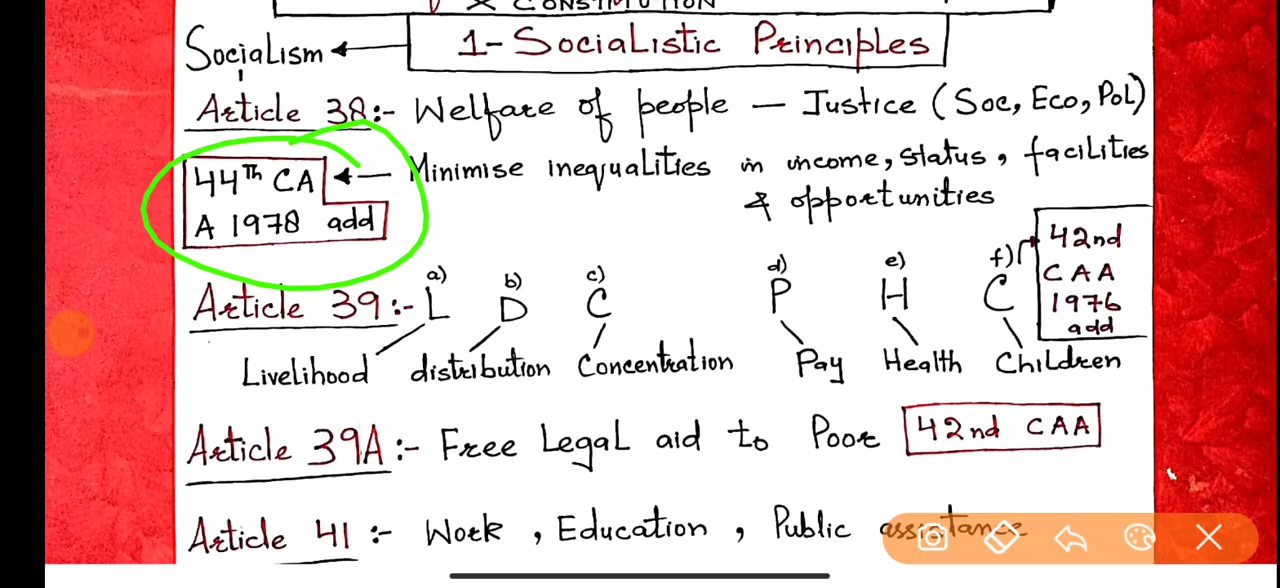 CONSTITUTION
Socialism
1-Socialistic Principles
Article 38:- Welfare of people — Justice (Soc, Eco, Pol)
44th CA
A 1978 add
Minimise inequalities in income, status, facilities
& opportunities
42nd
CAA
1976
add
a) b) c) d) e) f)
Article 39:- L D C P H C
Livelihood distribution Concentration Pay Health Children
Article 39A:- Free Legal aid to Poor 42nd CAA
Article 41:- Work, Education, Public assistance